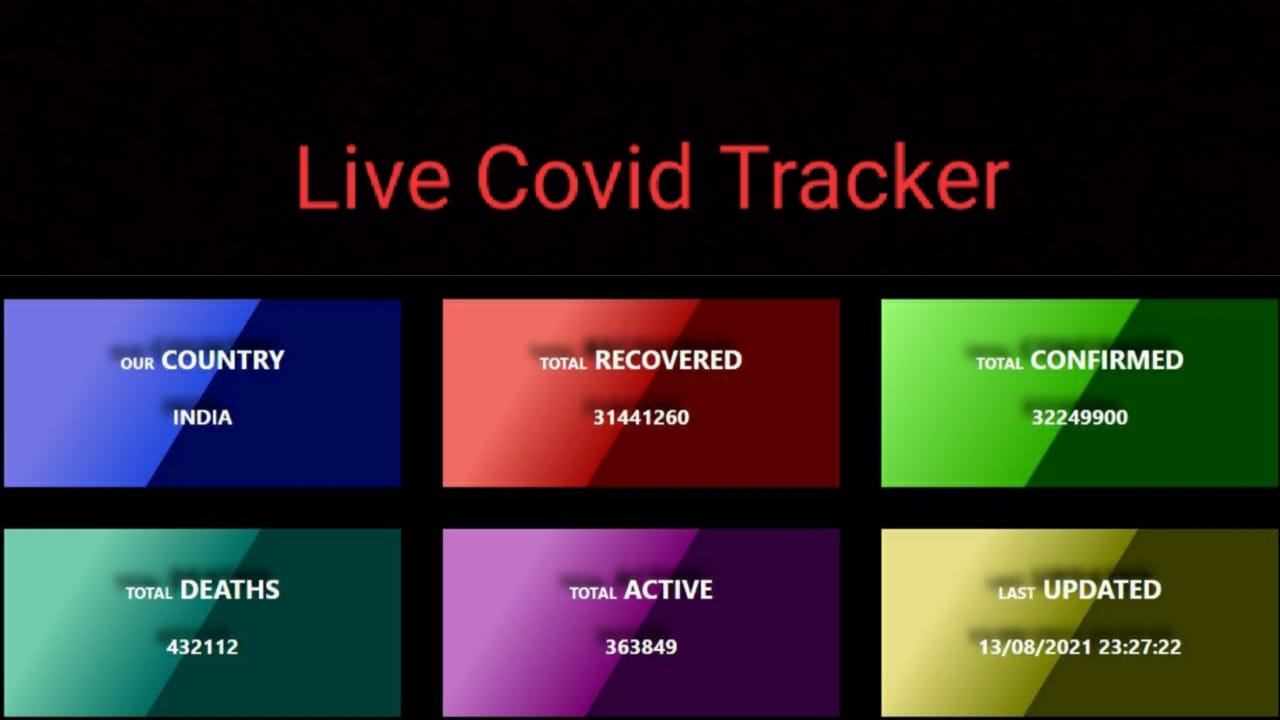 Live Covid Tracker
OUR COUNTRY
INDIA
TOTAL RECOVERED
31441260
TOTAL CONFIRMED
32249900
TOTAL DEATHS
432112
TOTAL ACTIVE
363849
LAST UPDATED
13/08/2021 23:27:22